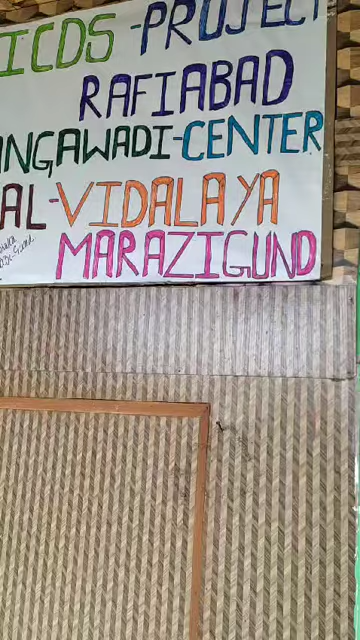 ICDS - PROJECT
RAFIABAD
ANGAWADI-CENTER
AL-VIDALAYA
MARAZIGUND